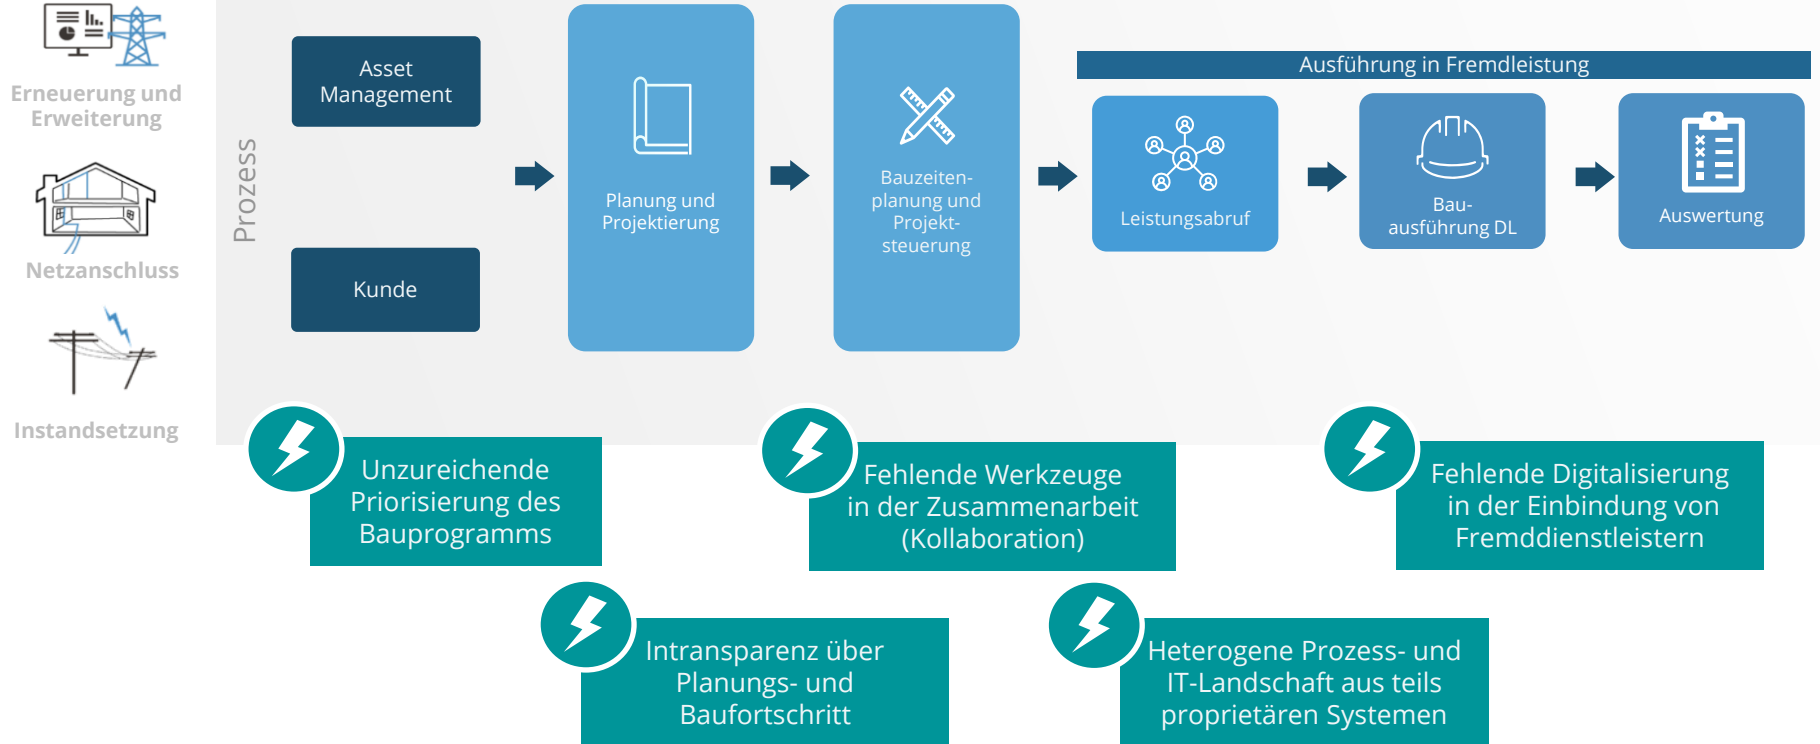 Erneuerung und
Erweiterung
Netzanschluss
Instandsetzung
Prozess
Asset
Management
Kunde
Planung und
Projektierung
Bauzeiten-
planung und
Projekt-
steuerung
Ausführung in Fremdleistung
Leistungsabruf
Bau-
ausführung DL
Auswertung
Unzureichende
Priorisierung des
Bauprogramms
Fehlende Werkzeuge
in der Zusammenarbeit
(Kollaboration)
Fehlende Digitalisierung
in der Einbindung von
Fremddienstleistern
Intransparenz über
Planungs- und
Baufortschritt
Heterogene Prozess- und
IT-Landschaft aus teils
proprietären Systemen